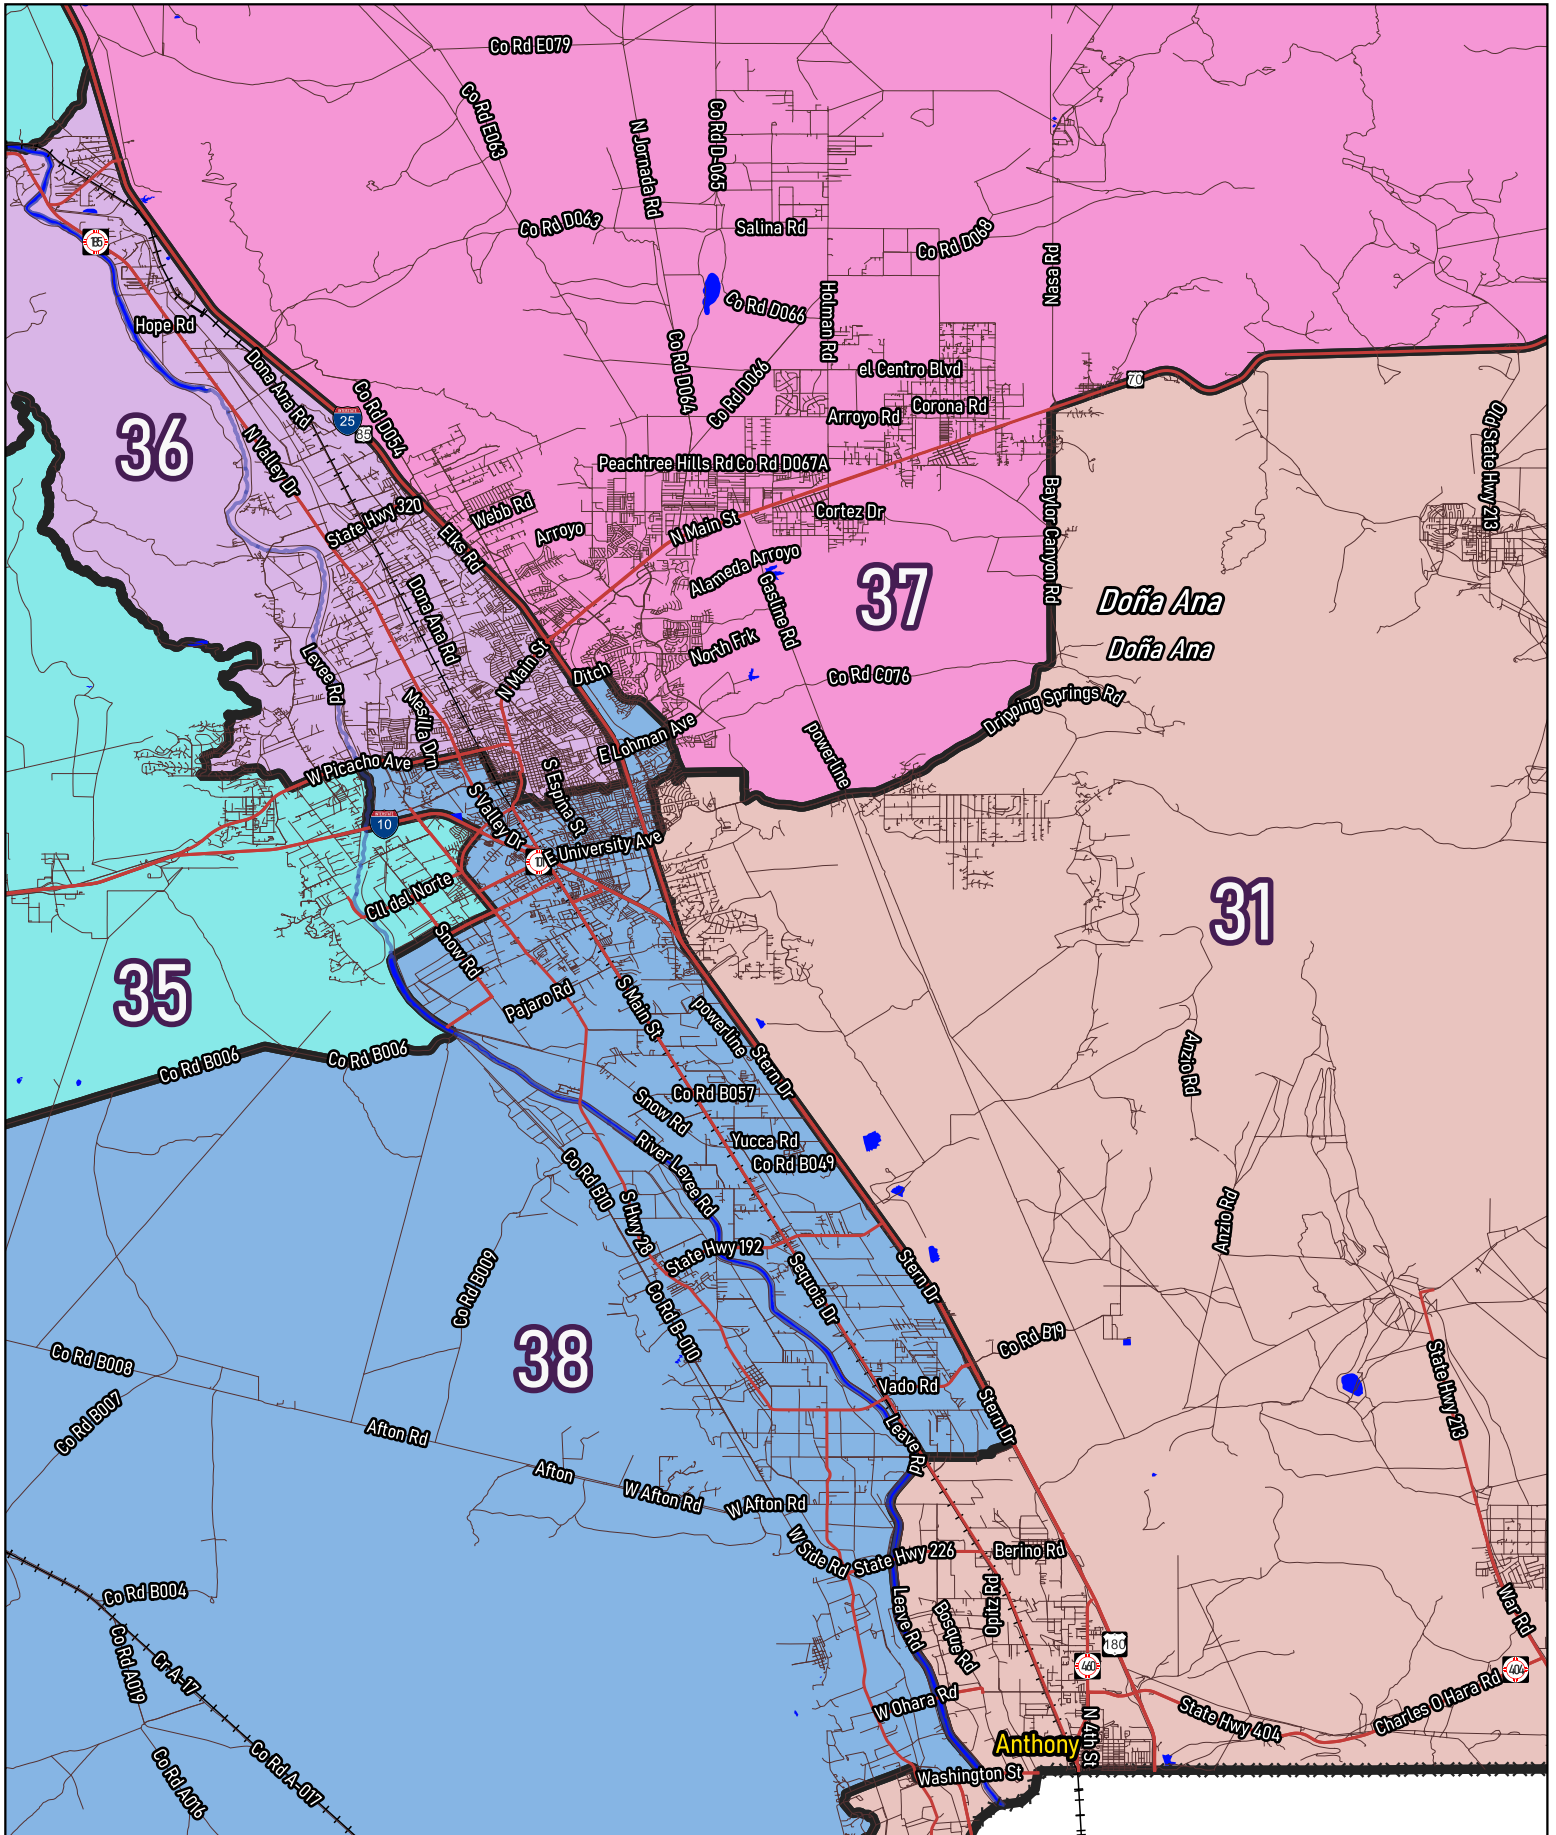 Co Rd E079
Co Rd E063
N Jornada Rd
Co Rd D-065
Co Rd D063
Salina Rd
Co Rd D068
Nasa Rd
185
Co Rd D066
Holman Rd
Hope Rd
Dona Ana Rd
Co Rd D054
Co Rd D064
Co Rd D066
el Centro Blvd
70
INTERSTATE
25
85
Arroyo Rd
Corona Rd
36
N Valley Dr
Peachtree Hills Rd
Co Rd D067A
Old State Hwy 213
State Hwy 320
Webb Rd
Elks Rd
Arroyo
N Main St
Cortez Dr
Baylor Canyon Rd
Alameda Arroyo
Gasline Rd
37
Doña Ana
Doña Ana
Dona Ana Rd
North Frk
Levee Rd
N Main St
Ditch
Co Rd C076
Mesilla Drn
Dripping Springs Rd
E Lohman Ave
powerline
W Picacho Ave
S Espina St
S Valley Dr
INTERSTATE
10
101
E University Ave
Cll del Norte
31
Snow Rd
35
Pajaro Rd
S Main St
powerline
Stern Dr
Co Rd B006
Co Rd B006
Anzio Rd
Co Rd B057
Snow Rd
Yucca Rd
Co Rd B049
River Levee Rd
Co Rd B10
S Hwy 28
Anzio Rd
State Hwy 192
Co Rd B009
Sequoia Dr
Stern Dr
Co Rd B-010
Co Rd B19
38
Co Rd B008
Co Rd B007
Vado Rd
State Hwy 213
Stern Dr
Afton Rd
Leave Rd
Afton
W Afton Rd
W Afton Rd
W Side Rd
State Hwy 226
Berino Rd
Co Rd B004
Leave Rd
Bosque Rd
Opitz Rd
War Rd
Co Rd A019
Cr A-17
180
460
404
W Ohara Rd
State Hwy 404
Charles O Hara Rd
N 4th St
Anthony
Co Rd A-017
Co Rd A016
Washington St